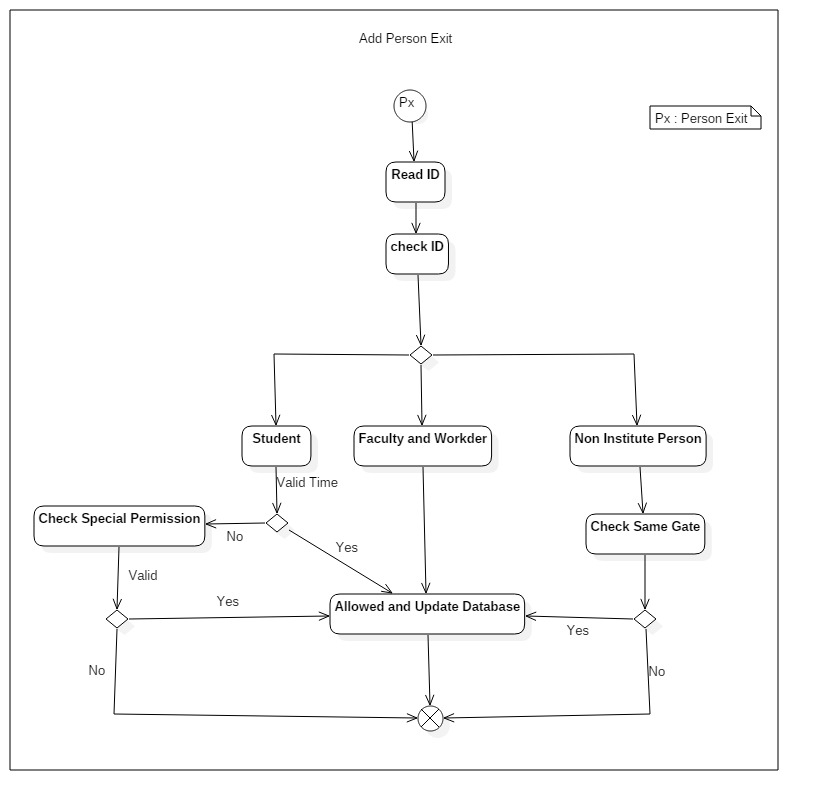 Add Person Exit
Px
Px : Person Exit
Read ID
check ID
Student
Faculty and Workder
Non Institute Person
Valid Time
Check Special Permission
No
Yes
Check Same Gate
Valid
Yes
Allowed and Update Database
Yes
No
No